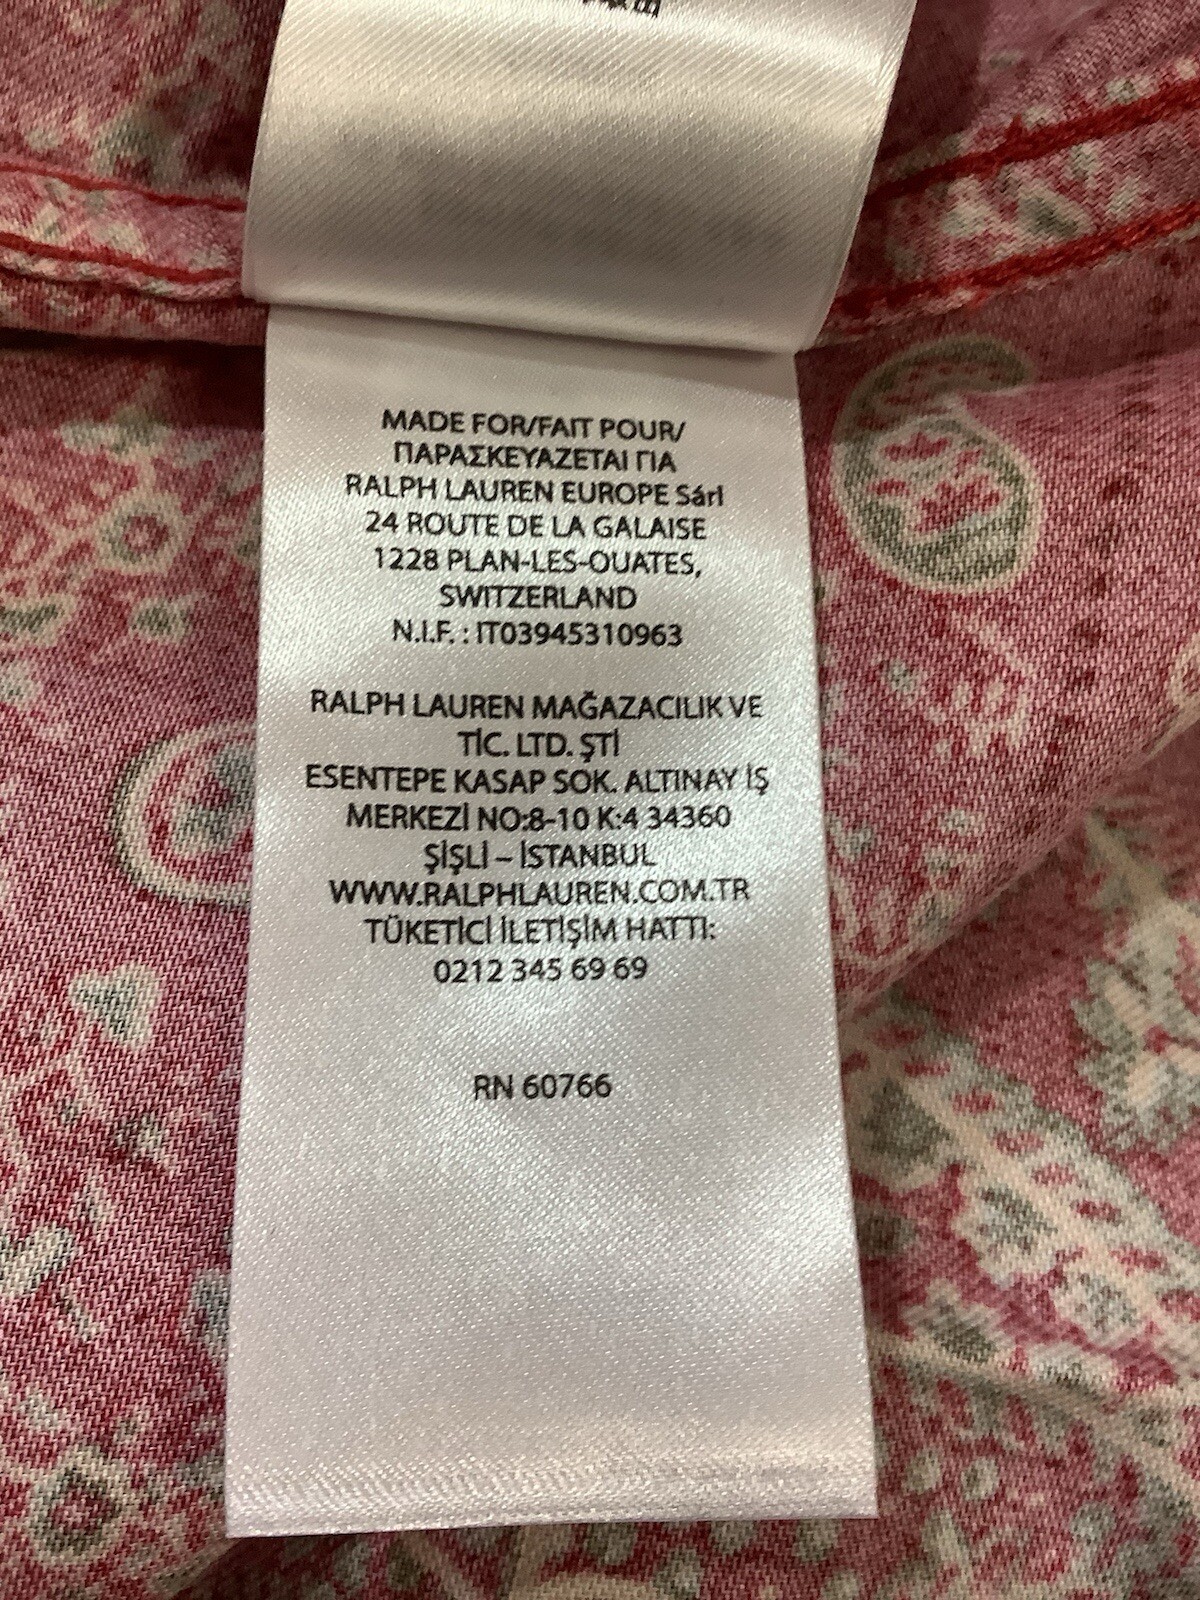 MADE FOR/FAIT POUR/
ΠΑΡΑΣΚΕΥΑΖΕΤΑΙ ΓΙΑ
RALPH LAUREN EUROPE Sárl
24 ROUTE DE LA GALAISE
1228 PLAN-LES-OUATES,
SWITZERLAND
N.I.F. : IT03945310963
RALPH LAUREN MAĞAZACILIK VE
TİC. LTD. ŞTİ
ESENTEPE KASAP SOK. ALTINAY İŞ
MERKEZİ NO:8-10 K:4 34360
ŞİŞLİ – İSTANBUL
WWW.RALPHLAUREN.COM.TR
TÜKETİCİ İLETİŞİM HATTI:
0212 345 69 69
RN 60766